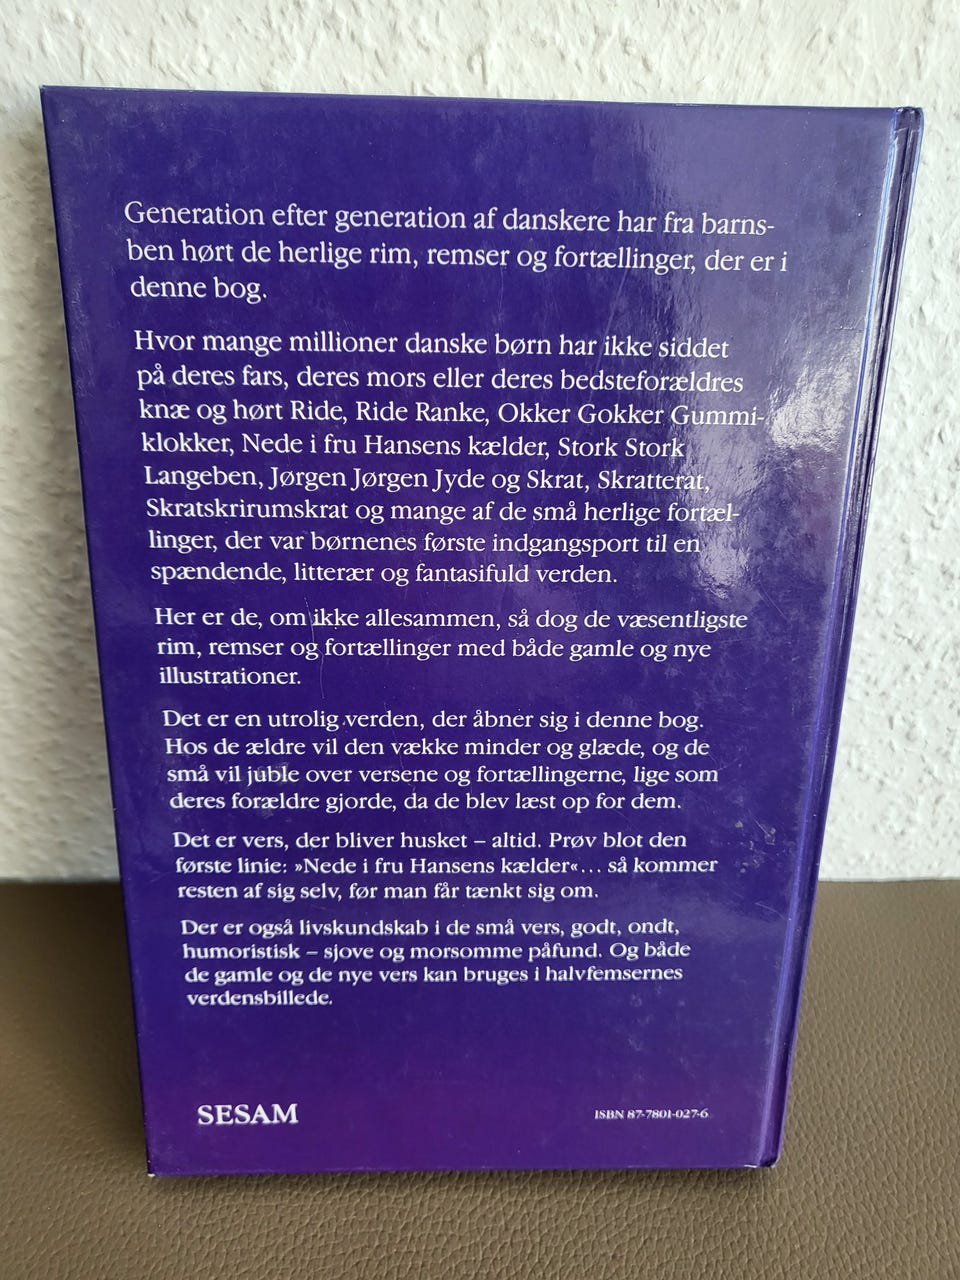 Generation efter generation af danskere har fra barns-
ben hørt de herlige rim, remser og fortællinger, der er i
denne bog.
Hvor mange millioner danske børn har ikke siddet
på deres fars, deres mors eller deres bedsteforældres
knæ og hørt Ride, Ride Ranke, Okker Gokker Gummi-
klokker, Nede i fru Hansens kælder, Stork Stork
Langeben, Jørgen Jørgen Jyde og Skrat, Skratterat,
Skratskrirumskrat og mange af de små herlige fortæl-
linger, der var børnenes første indgangsport til en
spændende, litterær og fantasifuld verden.
Her er de, om ikke allesammen, så dog de væsentligste
rim, remser og fortællinger med både gamle og nye
illustrationer.
Det er en utrolig verden, der åbner sig i denne bog.
Hos de ældre vil den vække minder og glæde, og de
små vil juble over versene og fortællingerne, lige som
deres forældre gjorde, da de blev læst op for dem.
Det er vers, der bliver husket – altid. Prøv blot den
første linie: »Nede i fru Hansens kælder«... så kommer
resten af sig selv, før man får tænkt sig om.
Der er også livskundskab i de små vers, godt, ondt,
humoristisk – sjove og morsomme påfund. Og både
de gamle og de nye vers kan bruges i halvfemsernes
verdensbillede.
SESAM
ISBN 87-7801-027-6